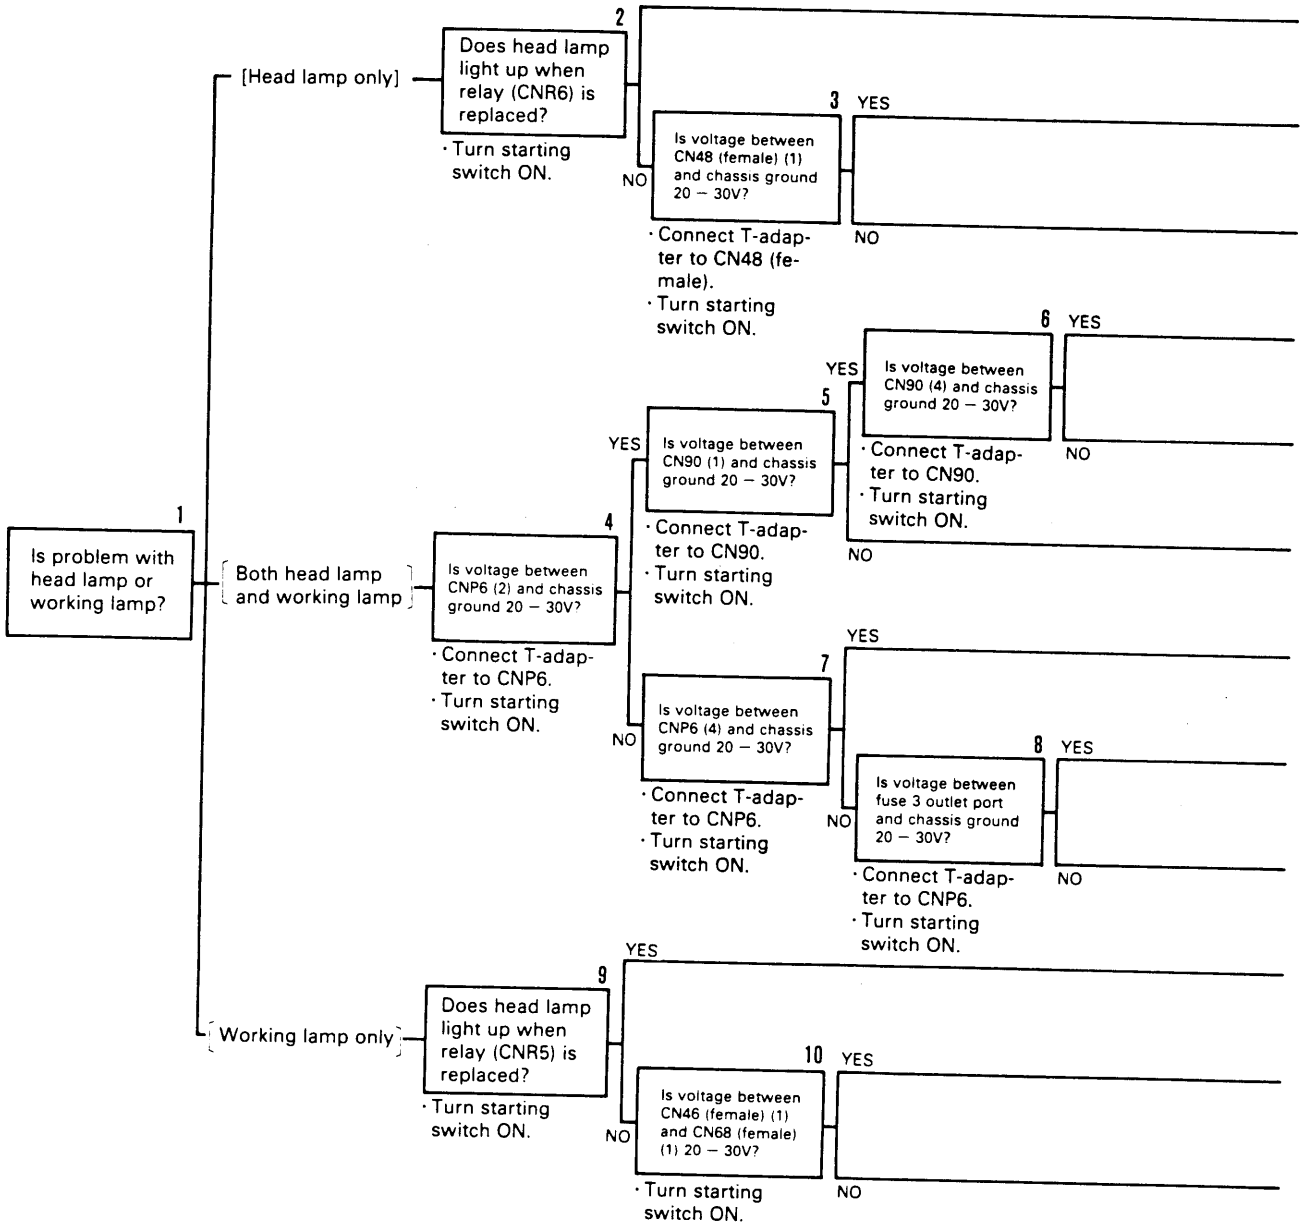 2
Does head lamp
light up when
relay (CNR6) is
replaced?
· Turn starting
switch ON.
[Head lamp only]
NO
3
Is voltage between
CN48 (female) (1)
and chassis ground
20 – 30V?
YES
NO
· Connect T-adap-
ter to CN48 (fe-
male).
· Turn starting
switch ON.
6
YES
Is voltage between
CN90 (4) and chassis
ground 20 – 30V?
NO
· Connect T-adap-
ter to CN90.
· Turn starting
switch ON.
YES
5
Is voltage between
CN90 (1) and chassis
ground 20 – 30V?
YES
NO
· Connect T-adap-
ter to CN90.
· Turn starting
switch ON.
1
Is problem with
head lamp or
working lamp?
[Both head lamp
and working lamp]
4
Is voltage between
CNP6 (2) and chassis
ground 20 – 30V?
· Connect T-adap-
ter to CNP6.
· Turn starting
switch ON.
NO
7
YES
Is voltage between
CNP6 (4) and chassis
ground 20 – 30V?
NO
· Connect T-adap-
ter to CNP6.
· Turn starting
switch ON.
8
YES
Is voltage between
fuse 3 outlet port
and chassis ground
20 – 30V?
NO
· Connect T-adap-
ter to CNP6.
· Turn starting
switch ON.
[Working lamp only]
9
YES
Does head lamp
light up when
relay (CNR5) is
replaced?
· Turn starting
switch ON.
NO
10
YES
Is voltage between
CN46 (female) (1)
and CN68 (female)
(1) 20 – 30V?
NO
· Turn starting
switch ON.